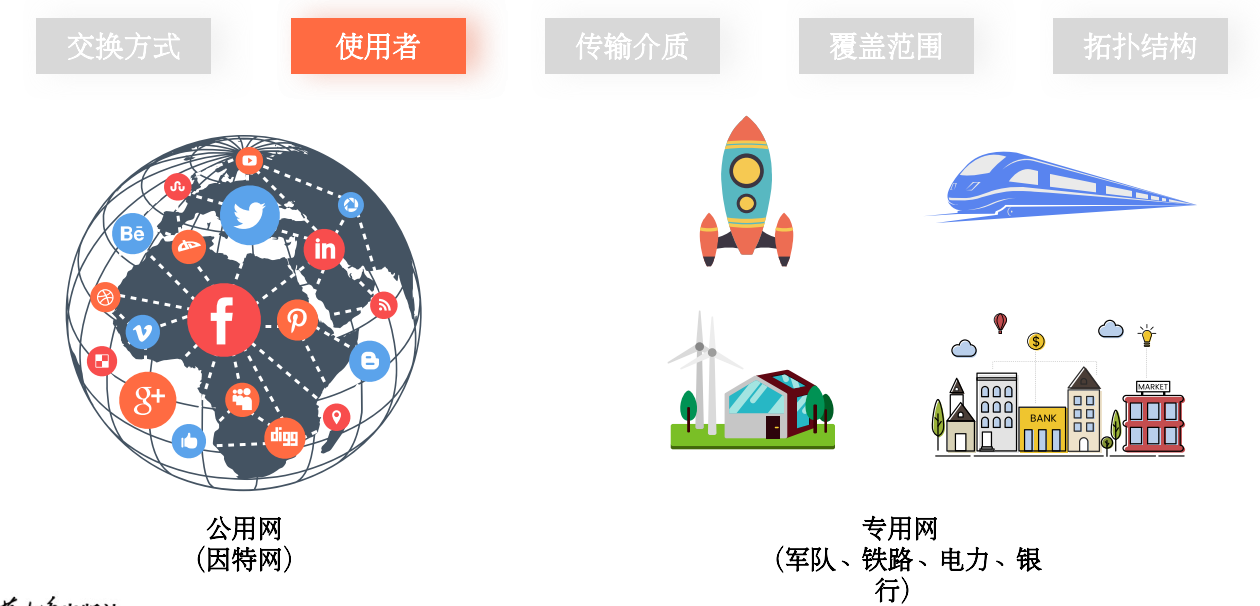 交换方式
使用者
传输介质
覆盖范围
拓扑结构
Bē
in
f
g+
digg
$
MARKET
BANK
公用网
（因特网）
专用网
（军队、铁路、电力、银
行）